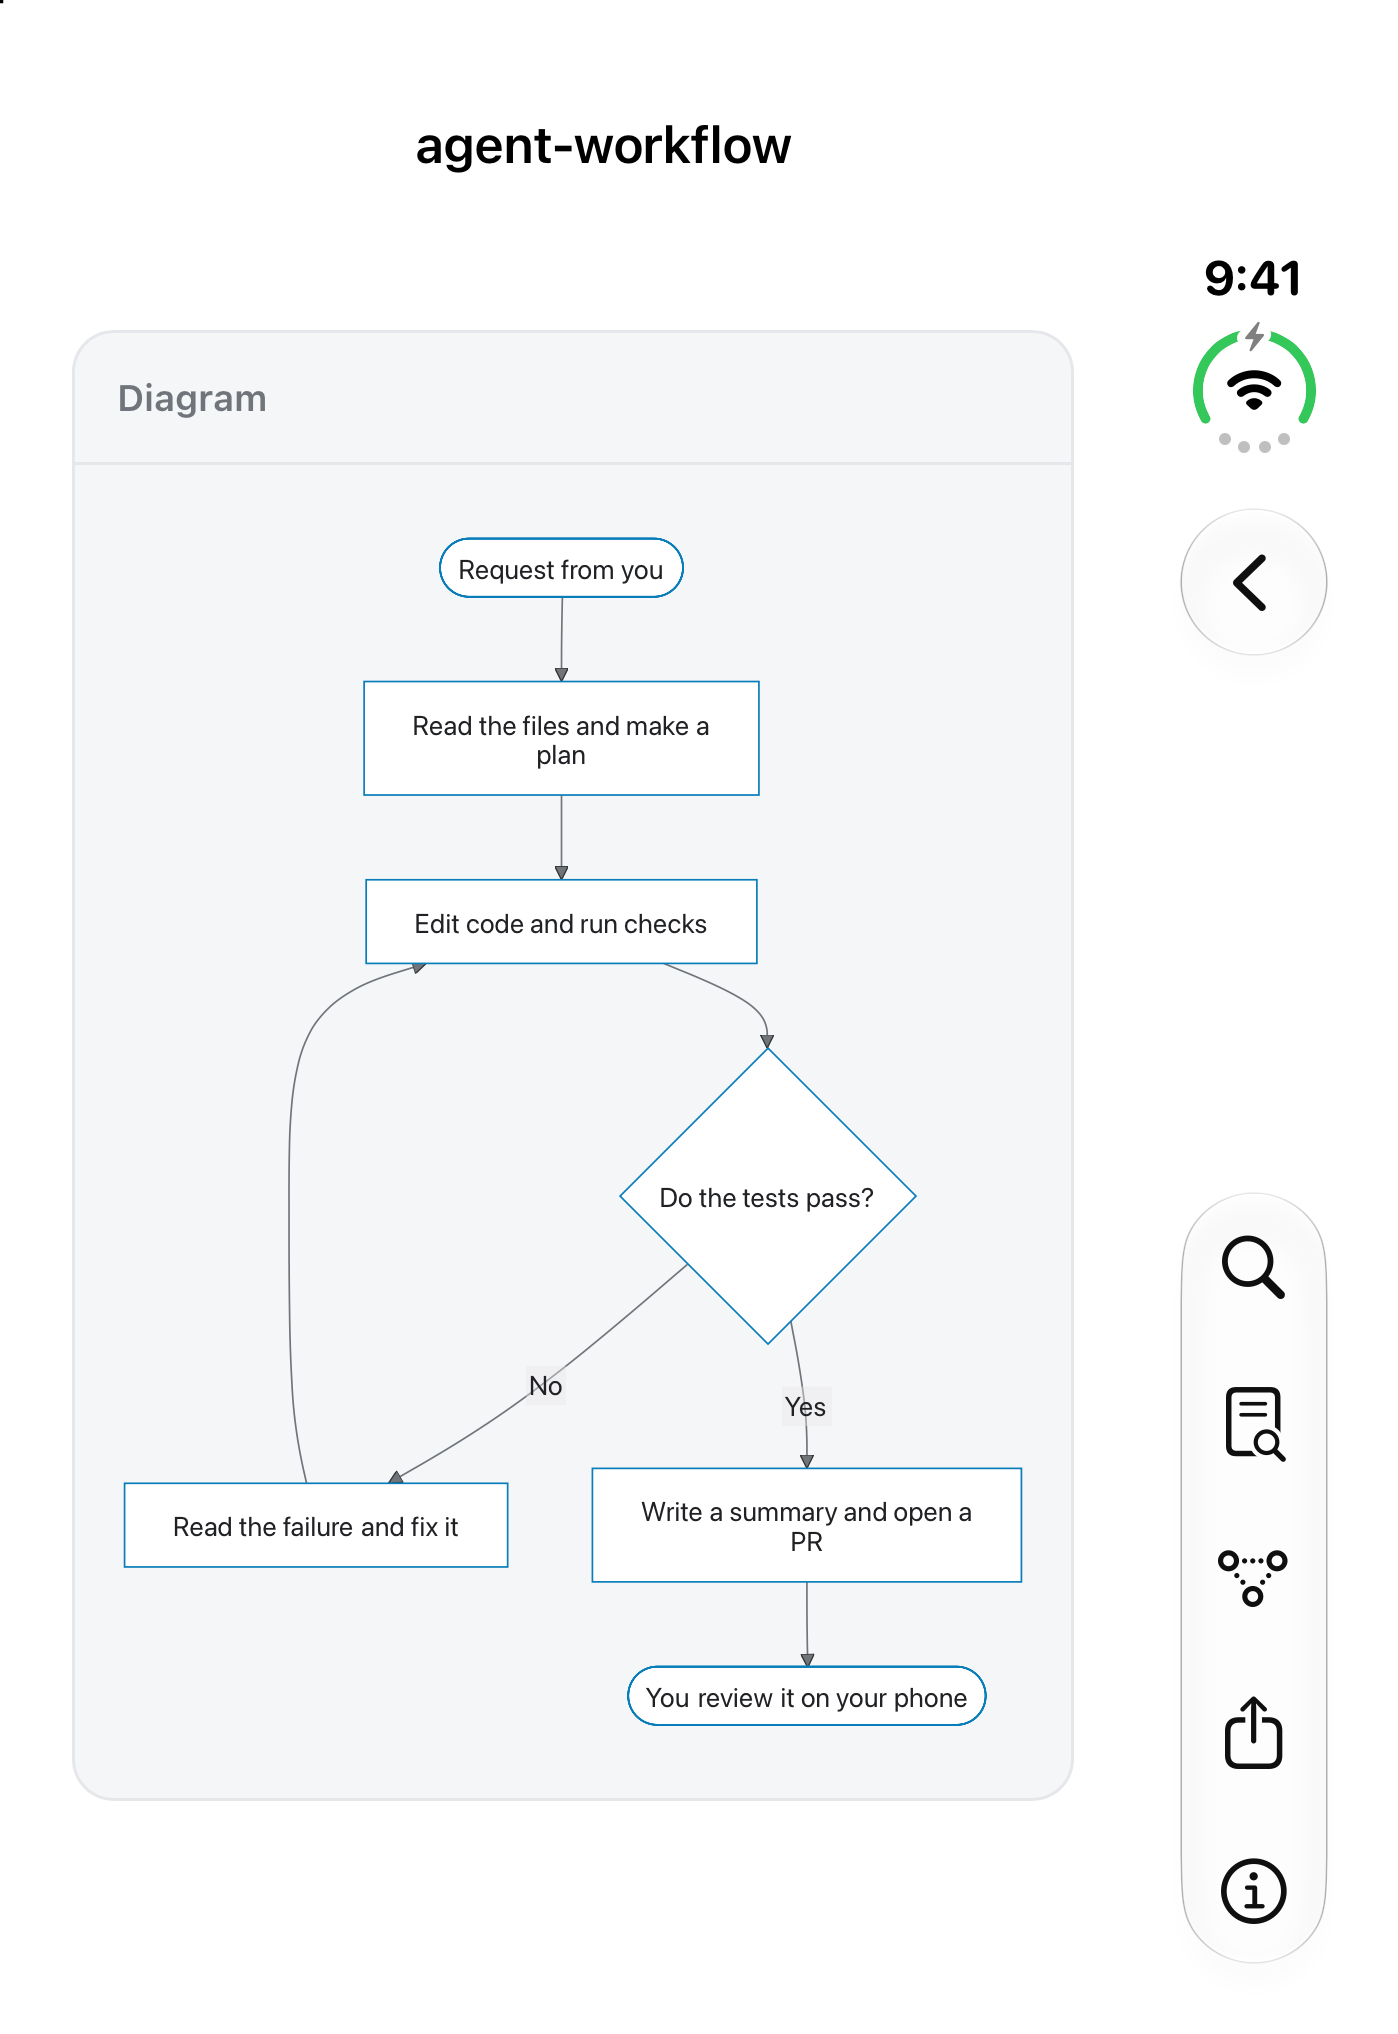 agent-workflow
9:41
Diagram
Request from you
Read the files and make a
plan
Edit code and run checks
Do the tests pass?
No
Yes
Read the failure and fix it
Write a summary and open a
PR
You review it on your phone